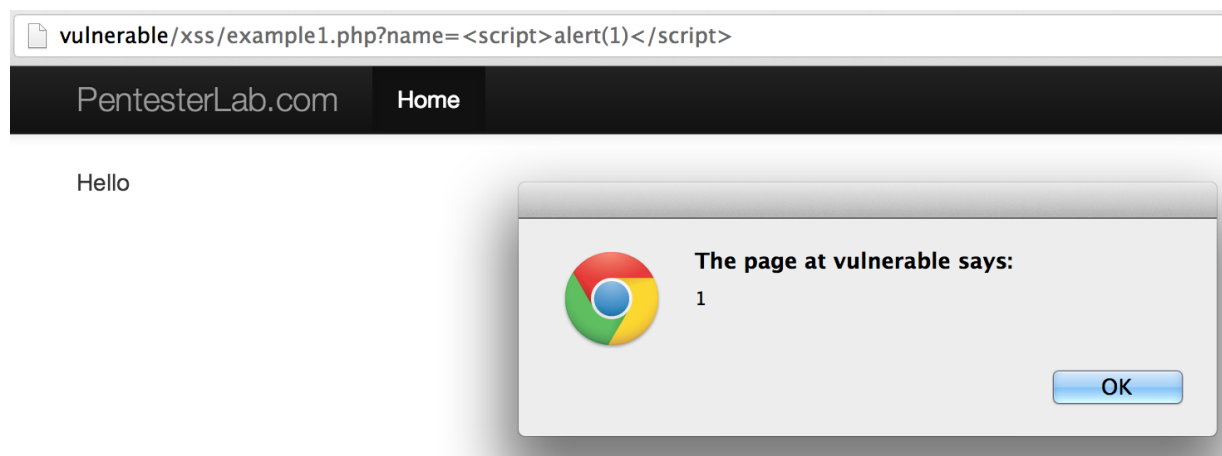 vulnerable/xss/example1.php?name=<script>alert(1)</script>
PentesterLab.com Home
Hello
The page at vulnerable says:
1
OK